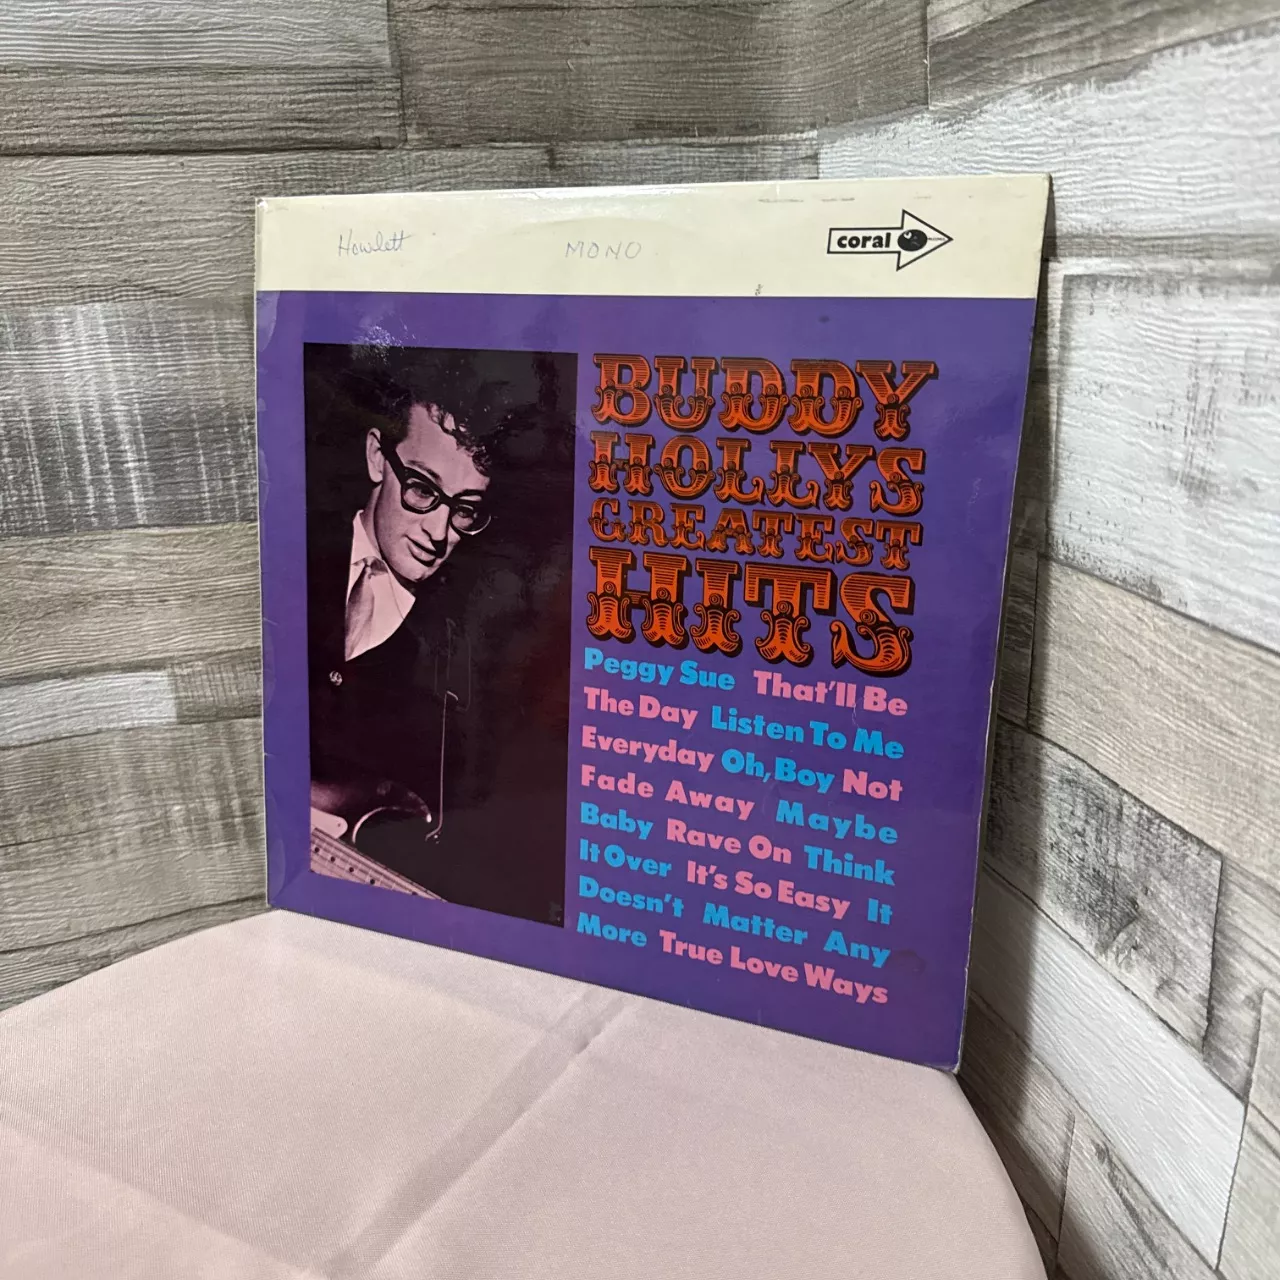 Howlett MONO coral
BUDDY
HOLLYS
GREATEST
HITS
Peggy Sue That'll Be
The Day Listen To Me
Everyday Oh, Boy Not
Fade Away Maybe
Baby Rave On Think
It Over It's So Easy It
Doesn't Matter Any
More True Love Ways